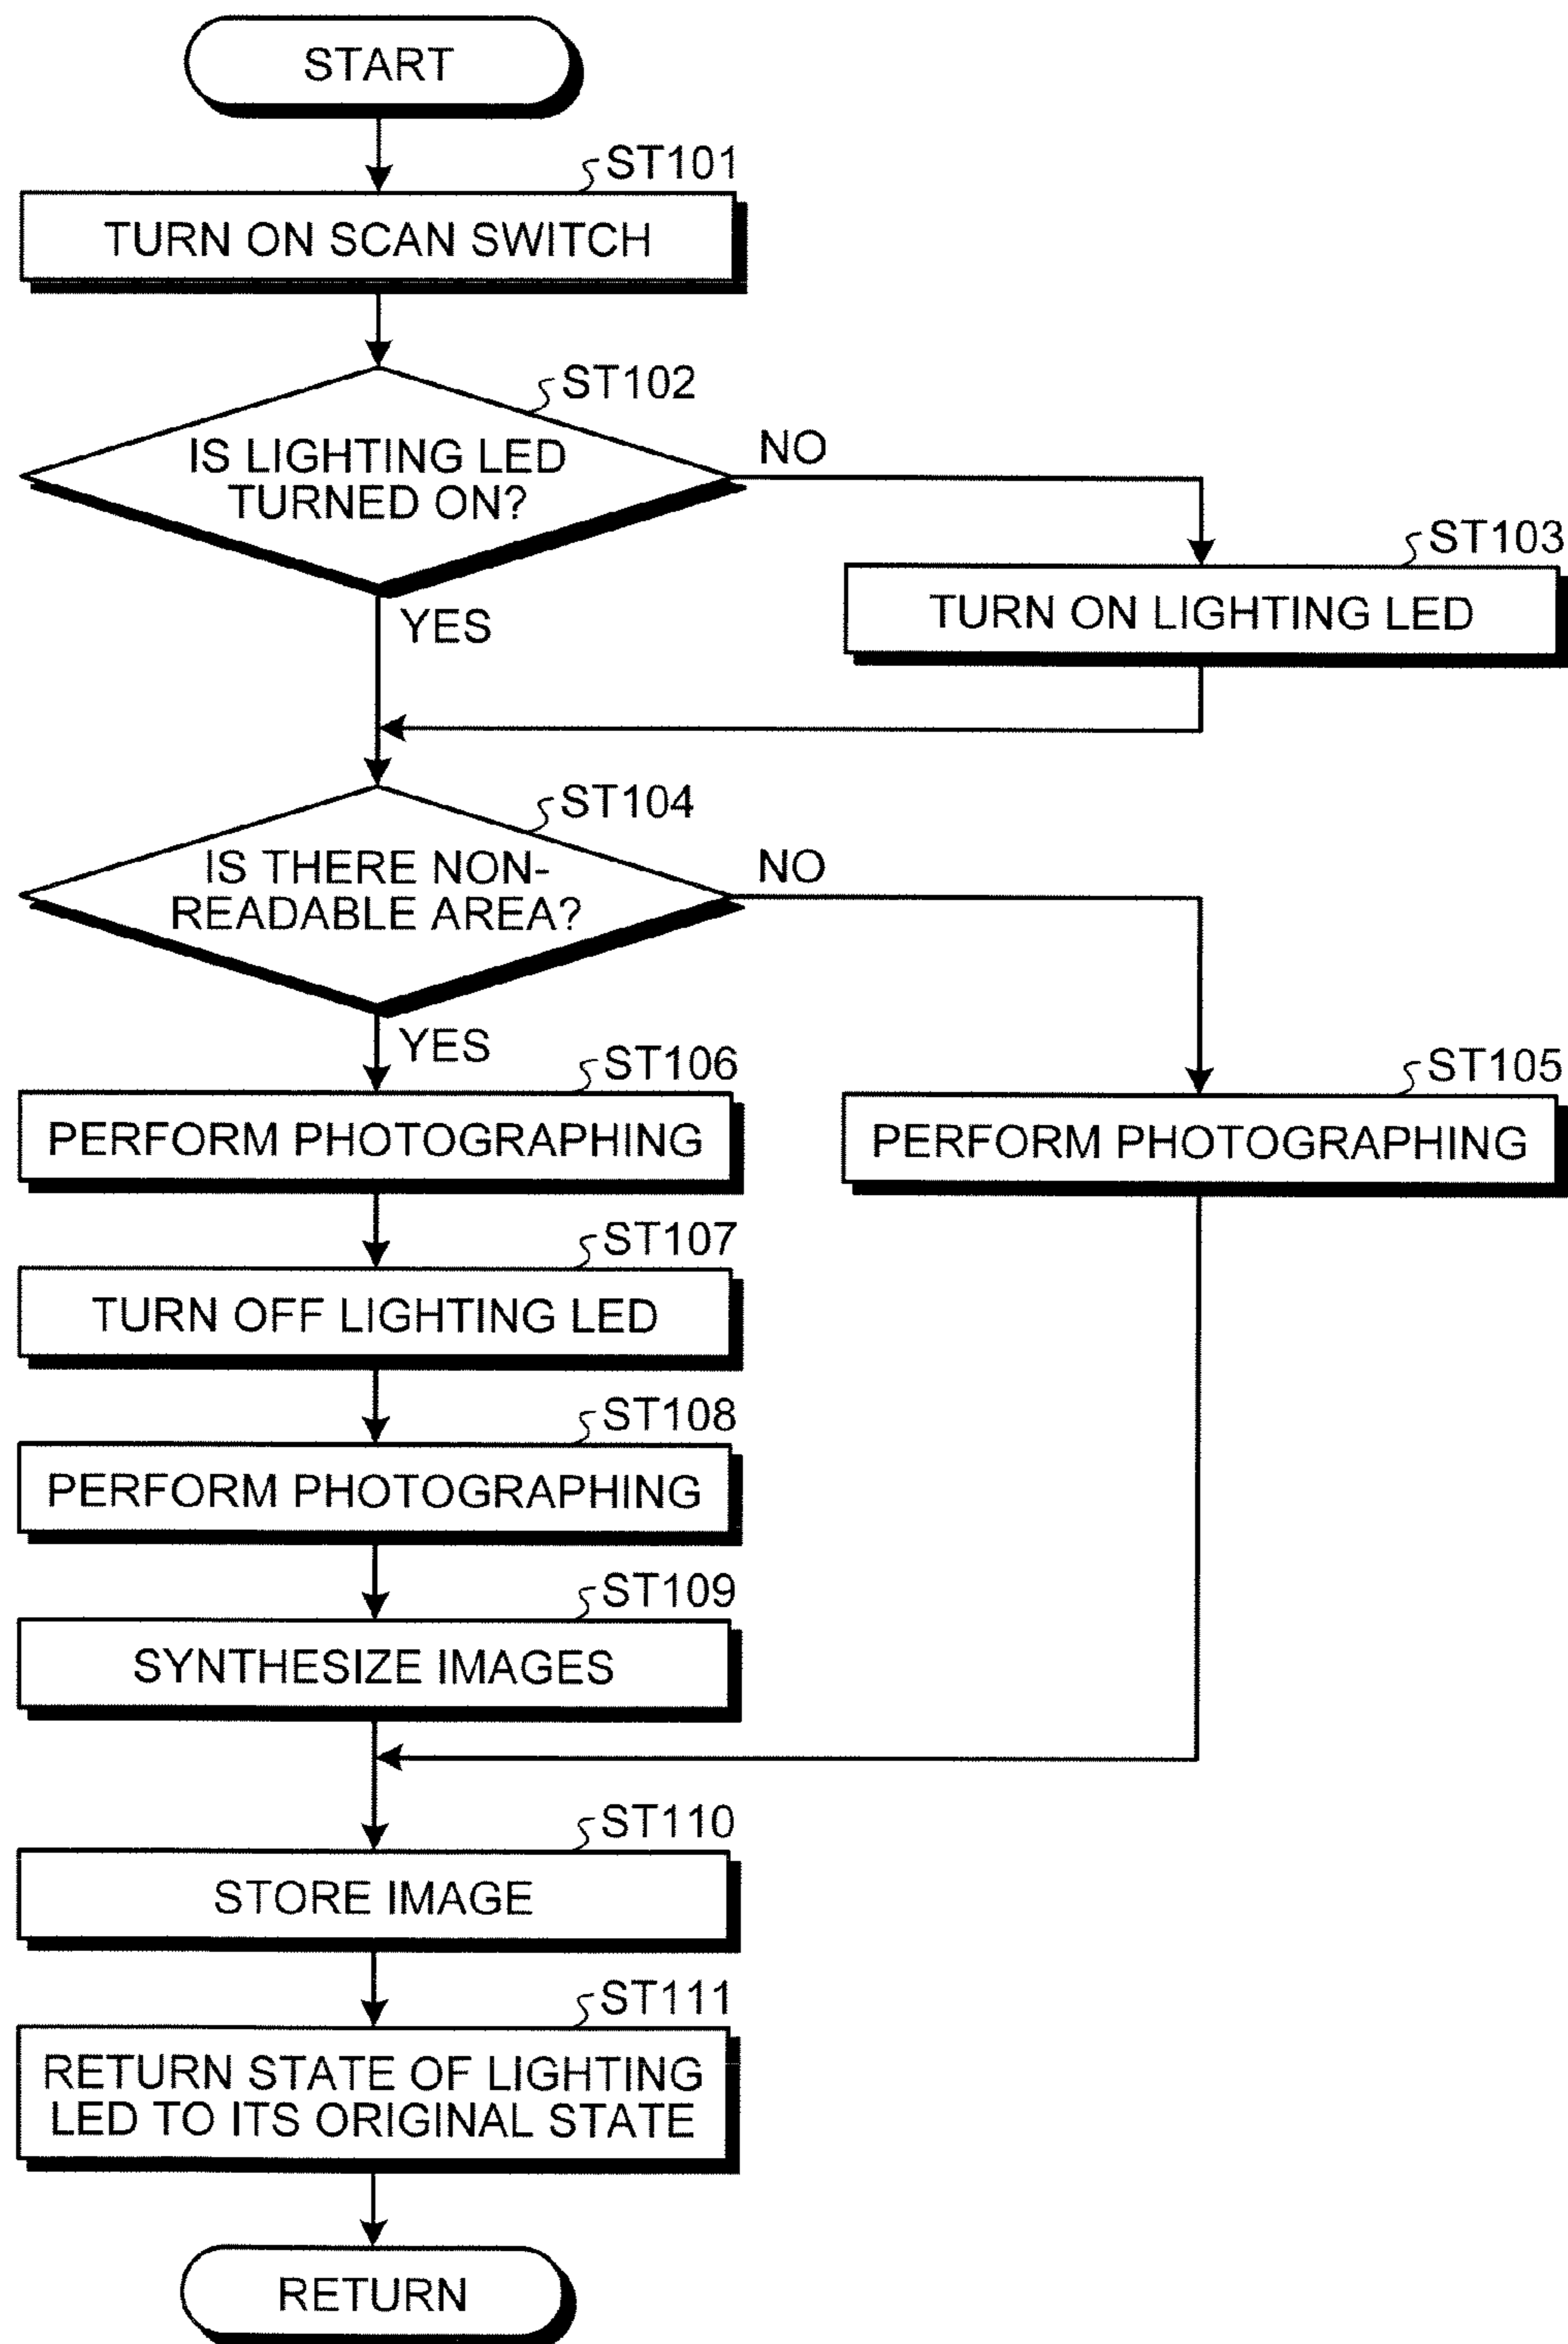 START
ST101
TURN ON SCAN SWITCH
ST102
IS LIGHTING LED
TURNED ON?
NO
ST103
TURN ON LIGHTING LED
YES
ST104
IS THERE NON-
READABLE AREA?
NO
YES
ST106
PERFORM PHOTOGRAPHING
ST105
PERFORM PHOTOGRAPHING
ST107
TURN OFF LIGHTING LED
ST108
PERFORM PHOTOGRAPHING
ST109
SYNTHESIZE IMAGES
ST110
STORE IMAGE
ST111
RETURN STATE OF LIGHTING
LED TO ITS ORIGINAL STATE
RETURN